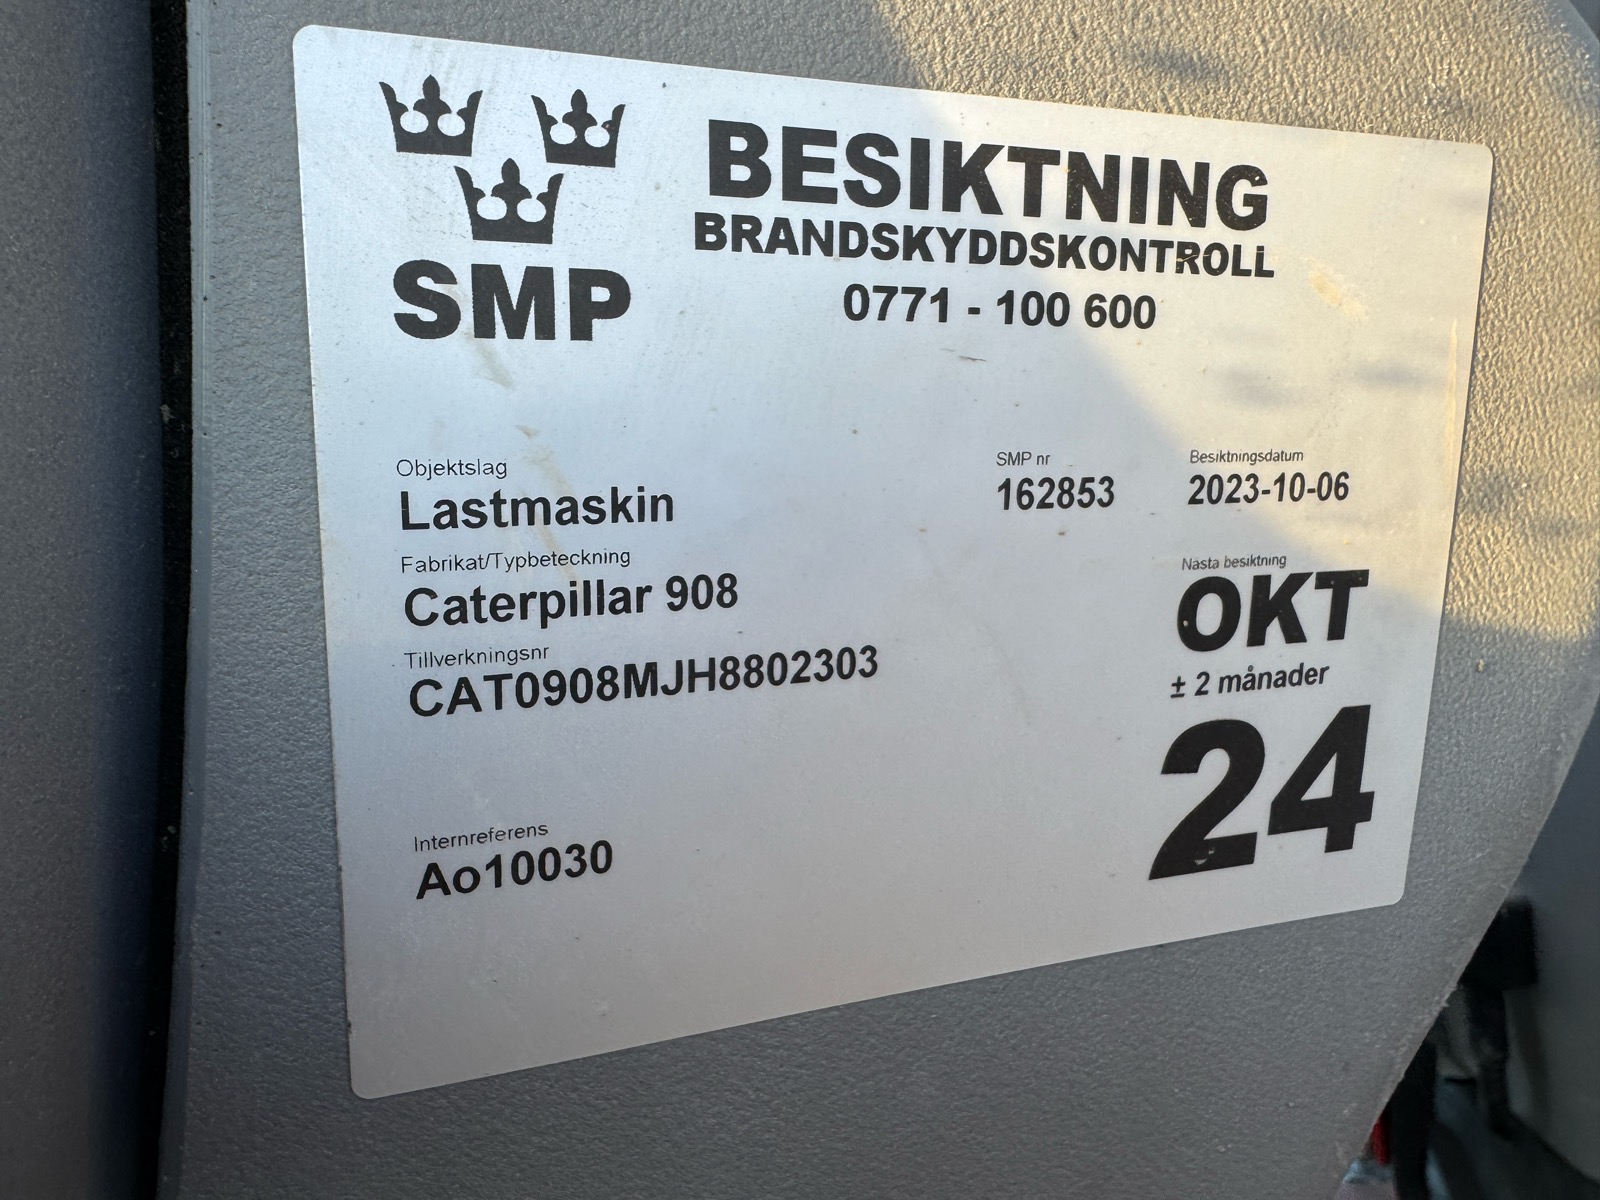 SMP
BESIKTNING
BRANDSKYDDSKONTROLL
0771 - 100 600
Objektslag
Lastmaskin
Fabrikat/Typbeteckning
Caterpillar 908
Tillverkningsnr
CAT0908MJH8802303
Internreferens
Ao10030
SMP nr
162853
Besiktningsdatum
2023-10-06
Nästa besiktning
OKT
± 2 månader
24